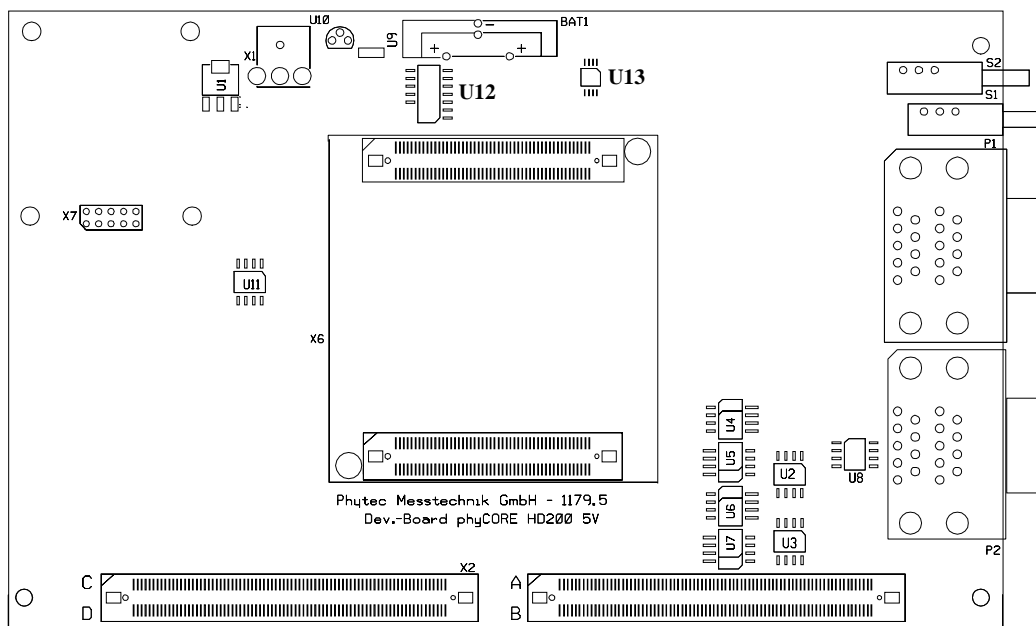 U10
BAT1
U9
-
X1
+ +
S2
U1
U12
U13
S1
P1
X7
U11
X6
U4
U5
U2
U8
U6
U7
U3
Phytec Messtechnik GmbH - 1179.5
Dev.-Board phyCORE HD200 5V
P2
X2
C
A
D
B